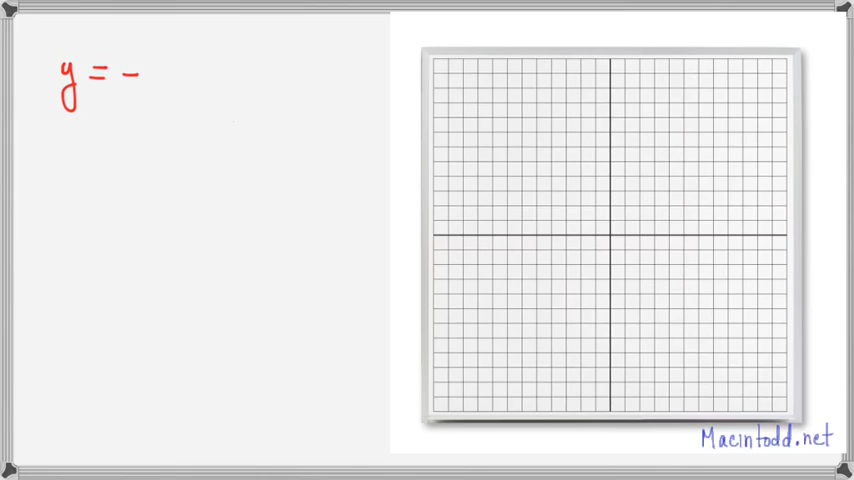 y = -
Macintodd.net